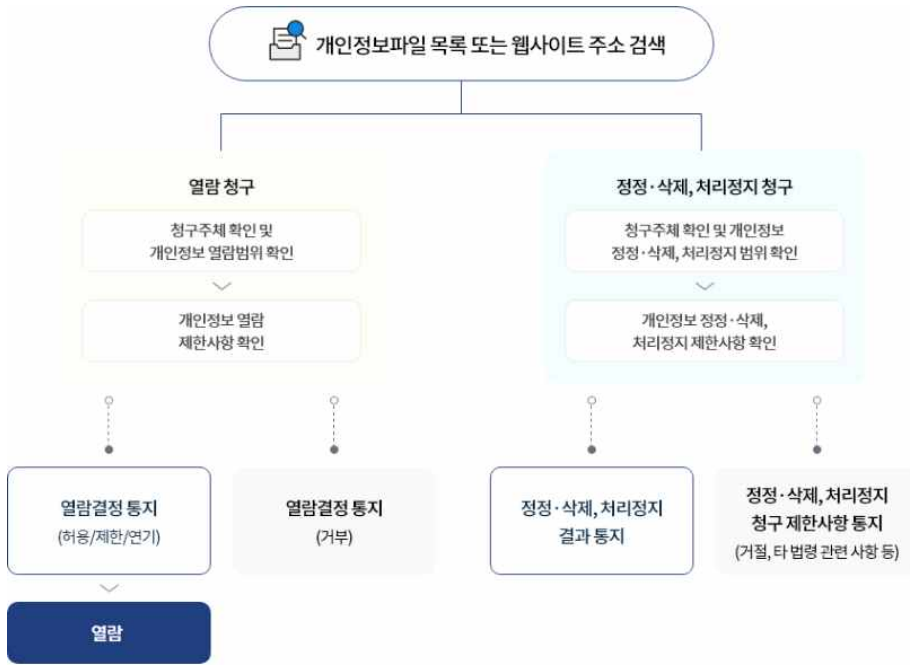 개인정보파일 목록 또는 웹사이트 주소 검색
열람 청구
청구주체 확인 및
개인정보 열람범위 확인
개인정보 열람
제한사항 확인
정정·삭제, 처리정지 청구
청구주체 확인 및 개인정보
정정·삭제, 처리정지 범위 확인
개인정보 정정·삭제,
처리정지 제한사항 확인
열람결정 통지
(허용/제한/연기)
열람
열람결정 통지
(거부)
정정·삭제, 처리정지
결과 통지
정정·삭제, 처리정지
청구 제한사항 통지
(거절, 타 법령 관련 사항 등)